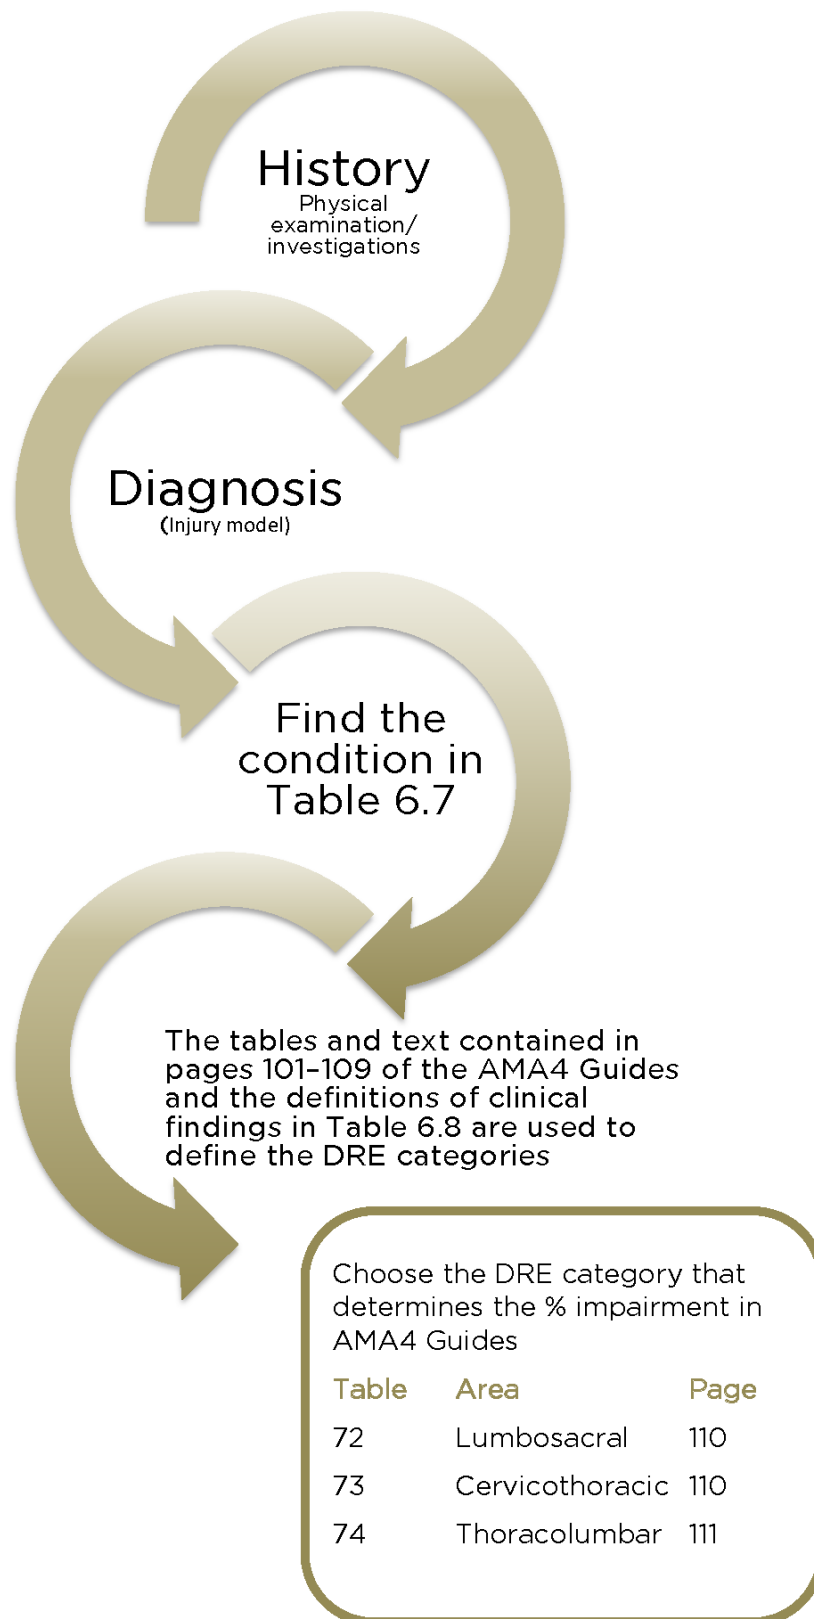 History
Physical
examination/
investigations
Diagnosis
(Injury model)
Find the
condition in
Table 6.7
The tables and text contained in
pages 101–109 of the AMA4 Guides
and the definitions of clinical
findings in Table 6.8 are used to
define the DRE categories
Choose the DRE category that
determines the % impairment in
AMA4 Guides
Table Area Page
72 Lumbosacral 110
73 Cervicothoracic 110
74 Thoracolumbar 111